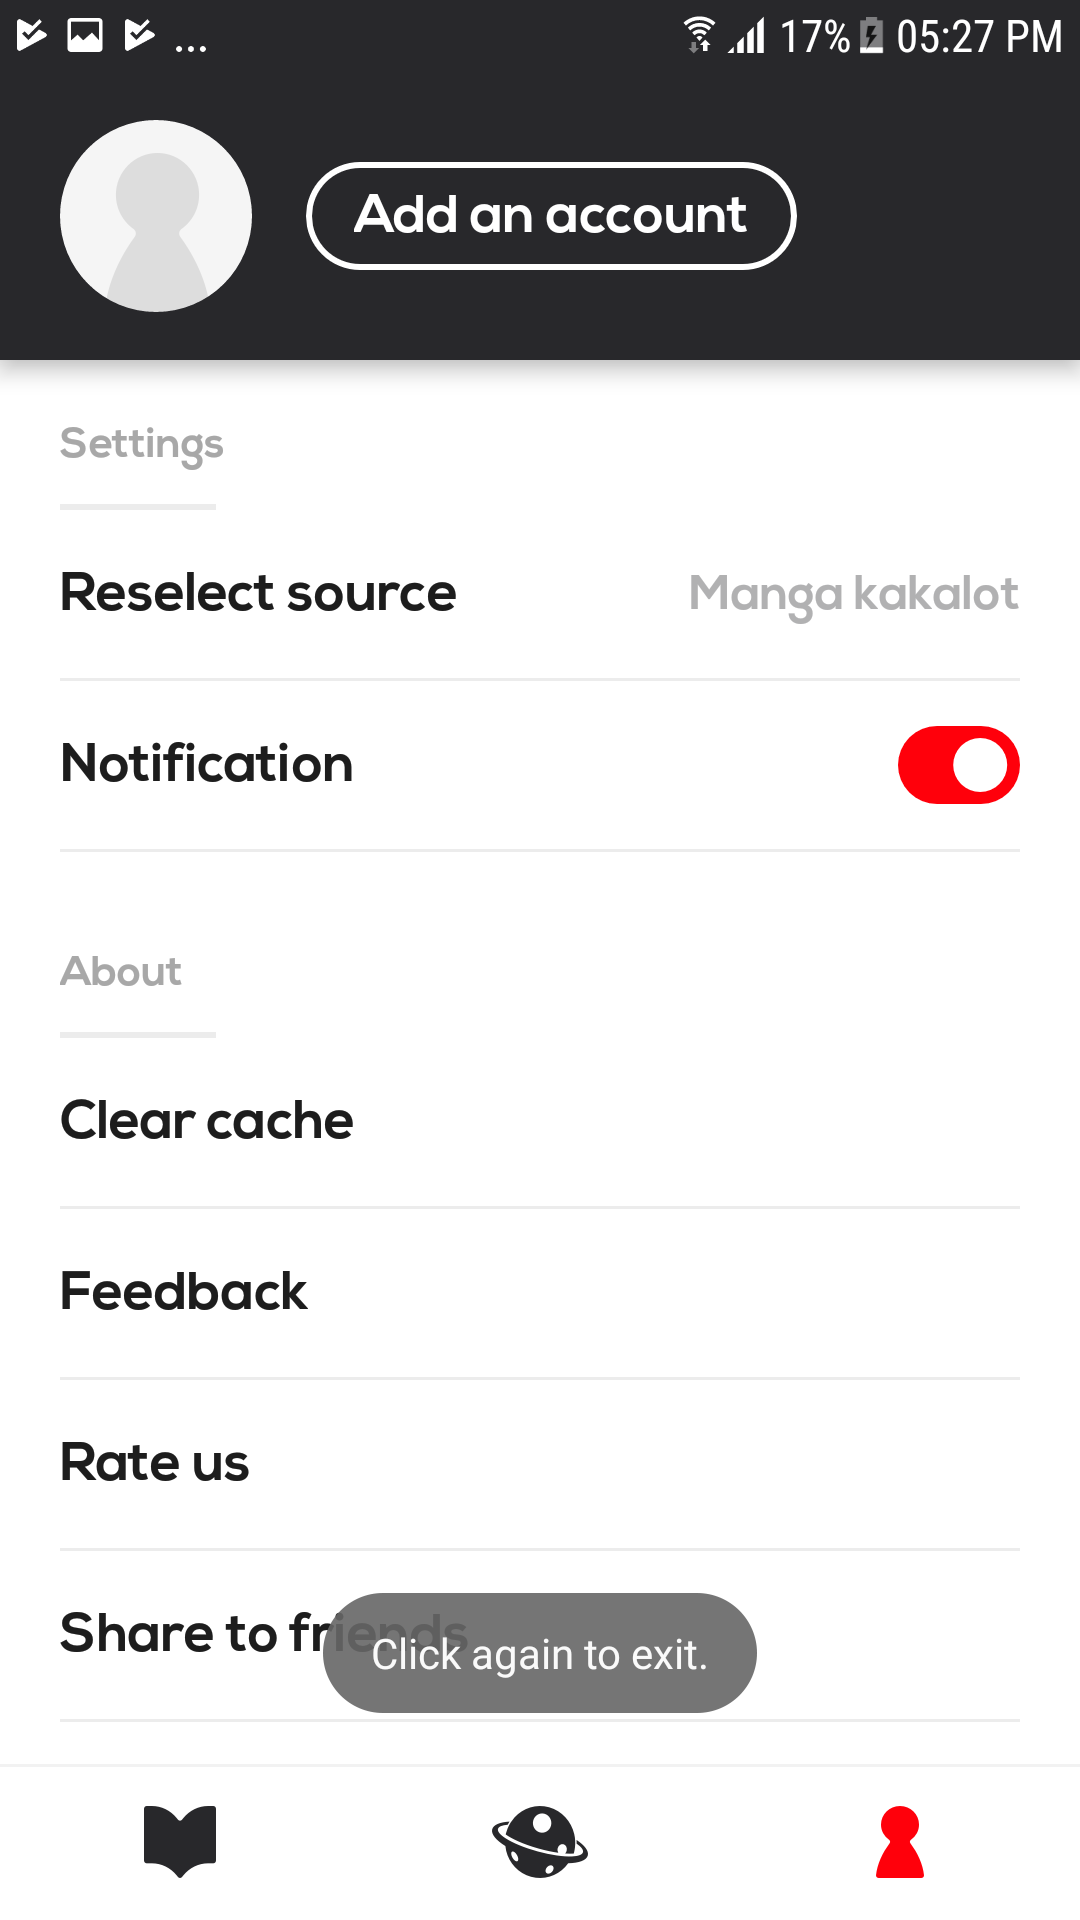 ... 17% 05:27 PM
Add an account
Settings
Reselect source Manga kakalot
Notification
About
Clear cache
Feedback
Rate us
Share to friends
Click again to exit.